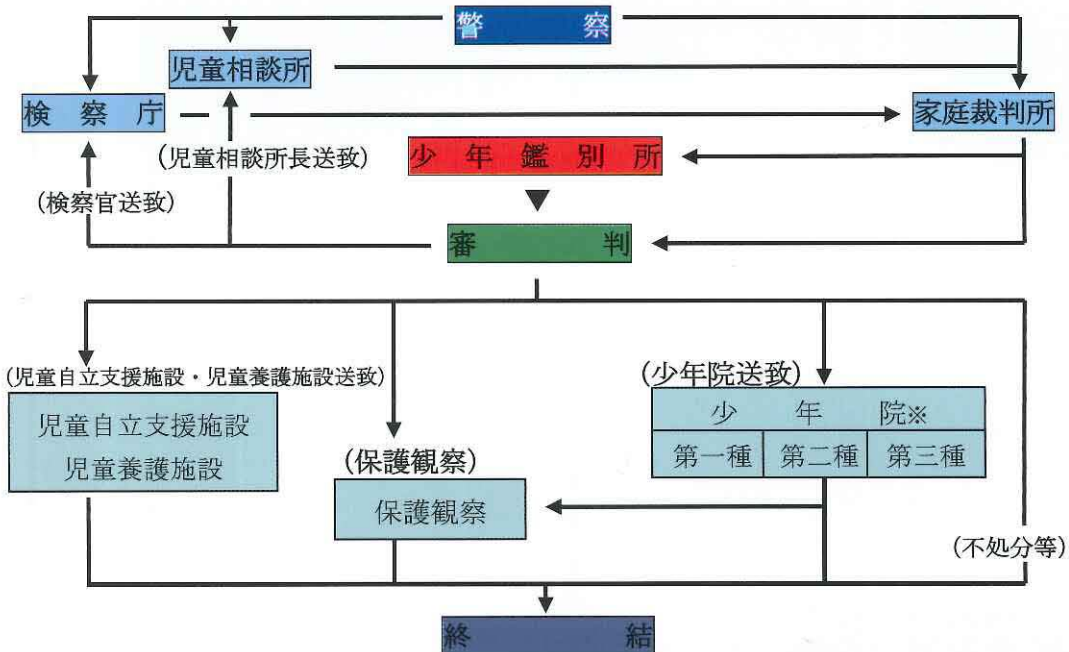 警察
児童相談所
検察庁
家庭裁判所
(児童相談所長送致)
少年鑑別所
(検察官送致)
審判
(児童自立支援施設・児童養護施設送致)
(少年院送致)
児童自立支援施設
児童養護施設
少年院※
第一種 第二種 第三種
(保護観察)
保護観察
(不処分等)
終結